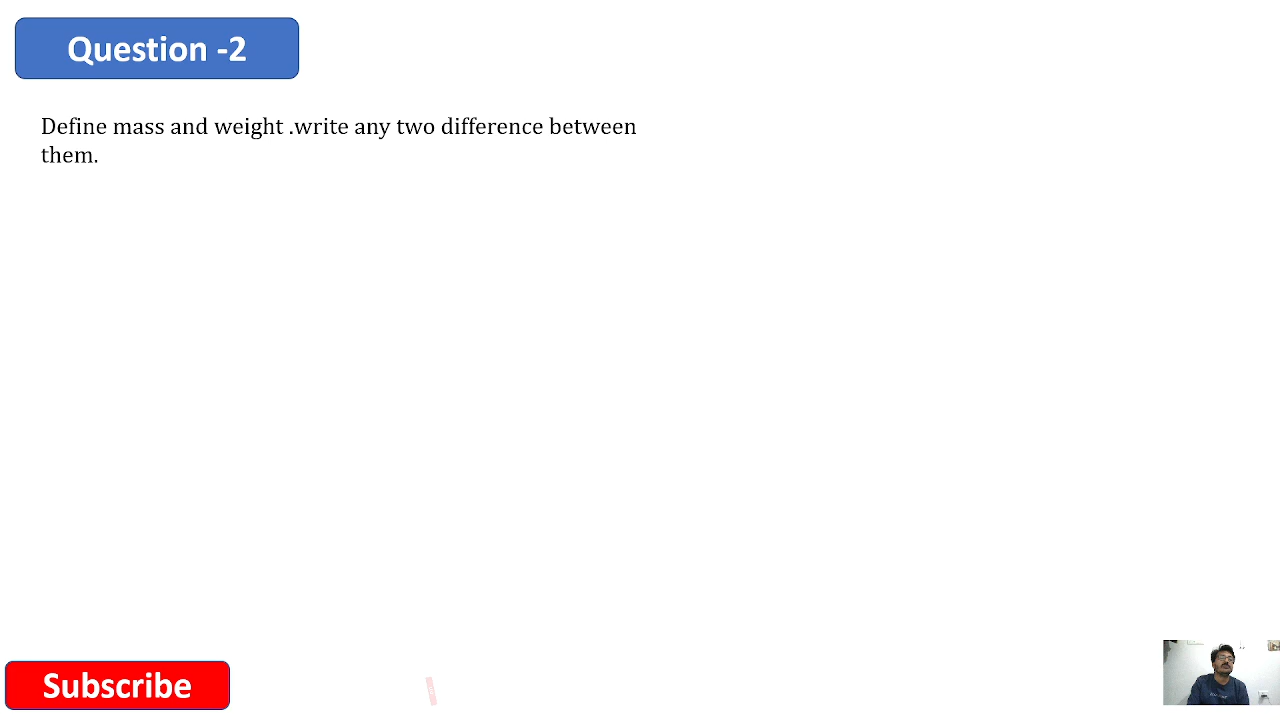 Question -2
Define mass and weight .write any two difference between
them.
Subscribe